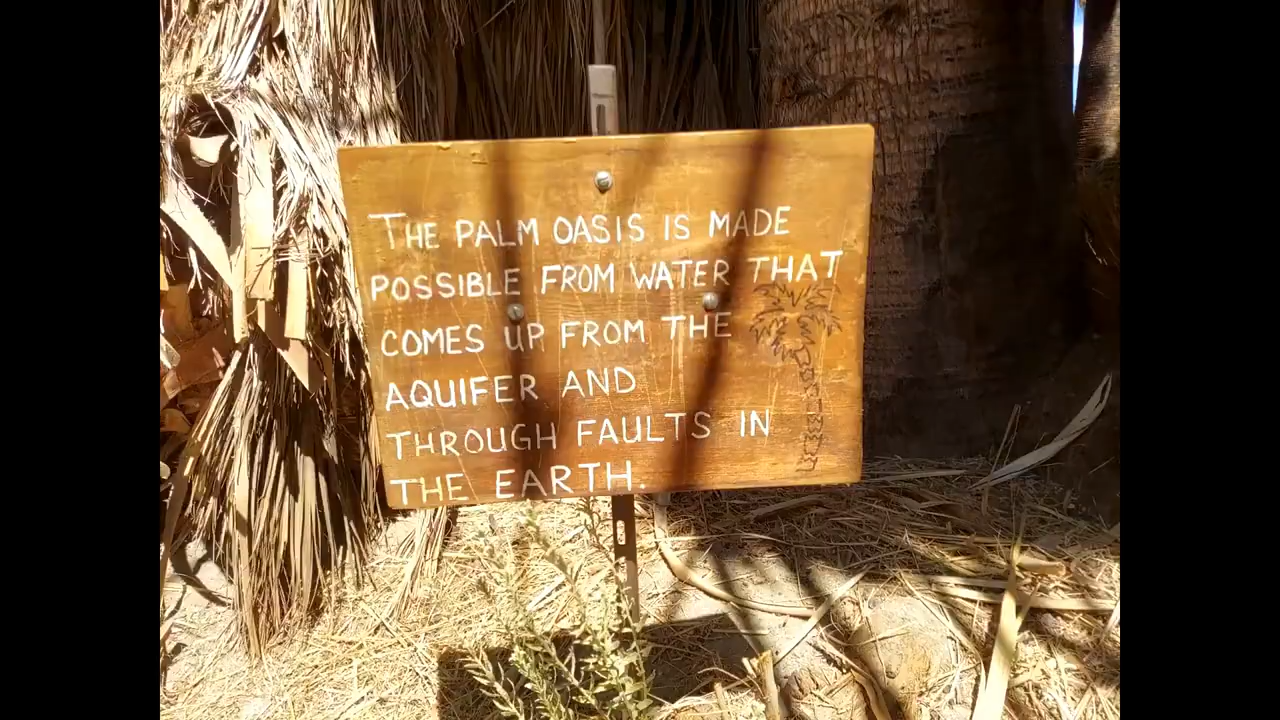 THE PALM OASIS IS MADE
POSSIBLE FROM WATER THAT
COMES UP FROM THE
AQUIFER AND
THROUGH FAULTS IN
THE EARTH.